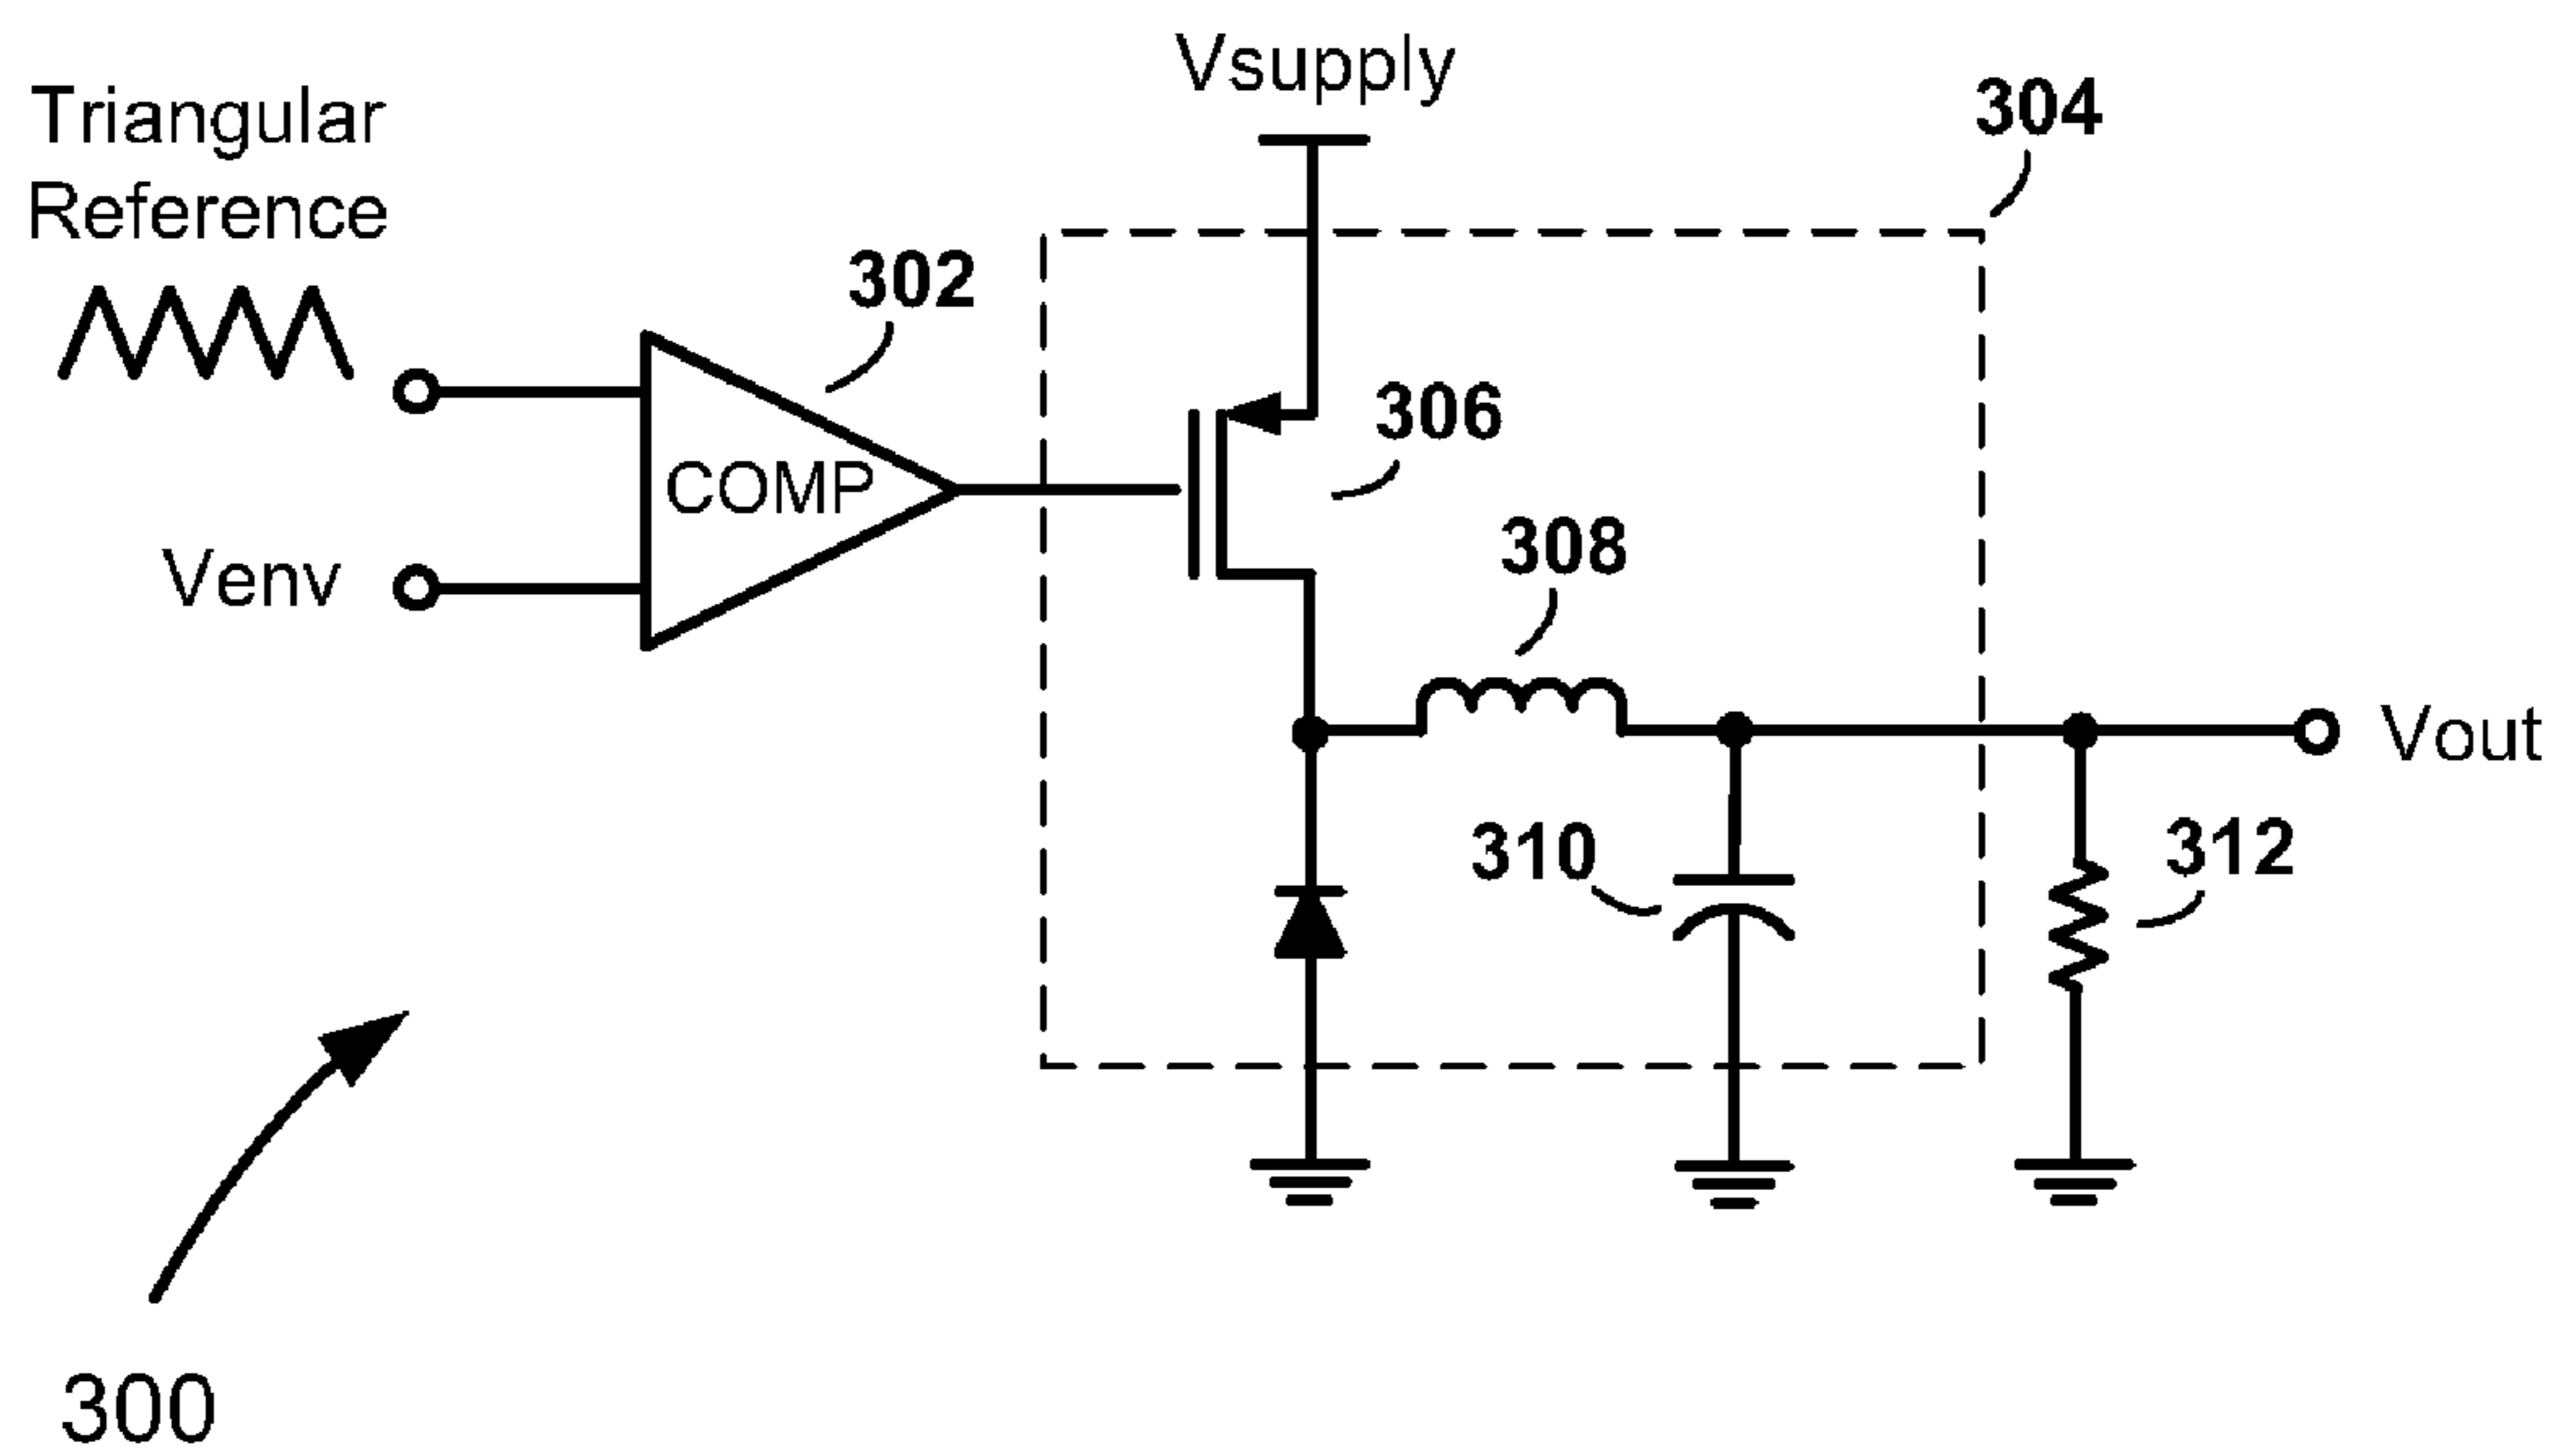 Vsupply
304
Triangular
Reference
302
306
COMP
308
Venv
Vout
310
312
300